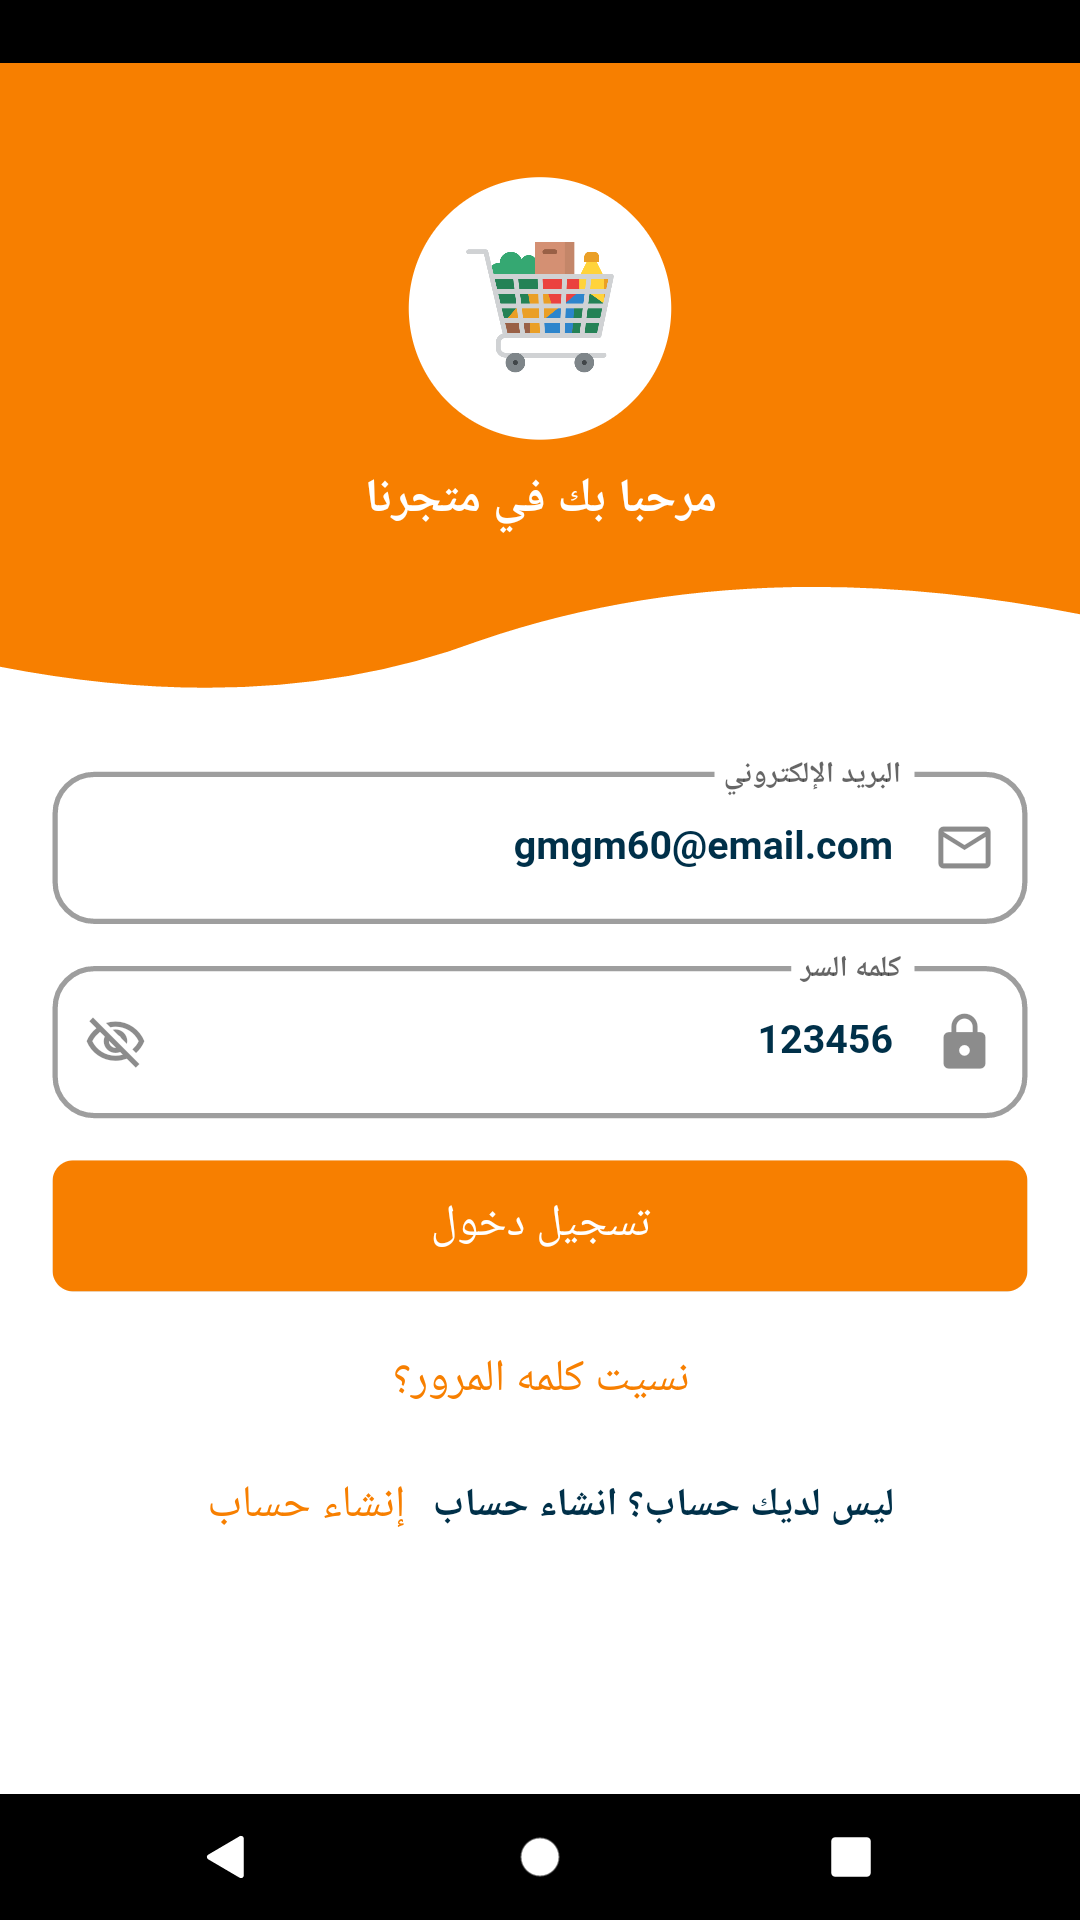 مرحبا بك في متجرنا
البريد الإلكتروني
gmgm60@email.com
كلمه السر
123456
تسجيل دخول
نسيت كلمه المرور؟
ليس لديك حساب؟ انشاء حساب إنشاء حساب